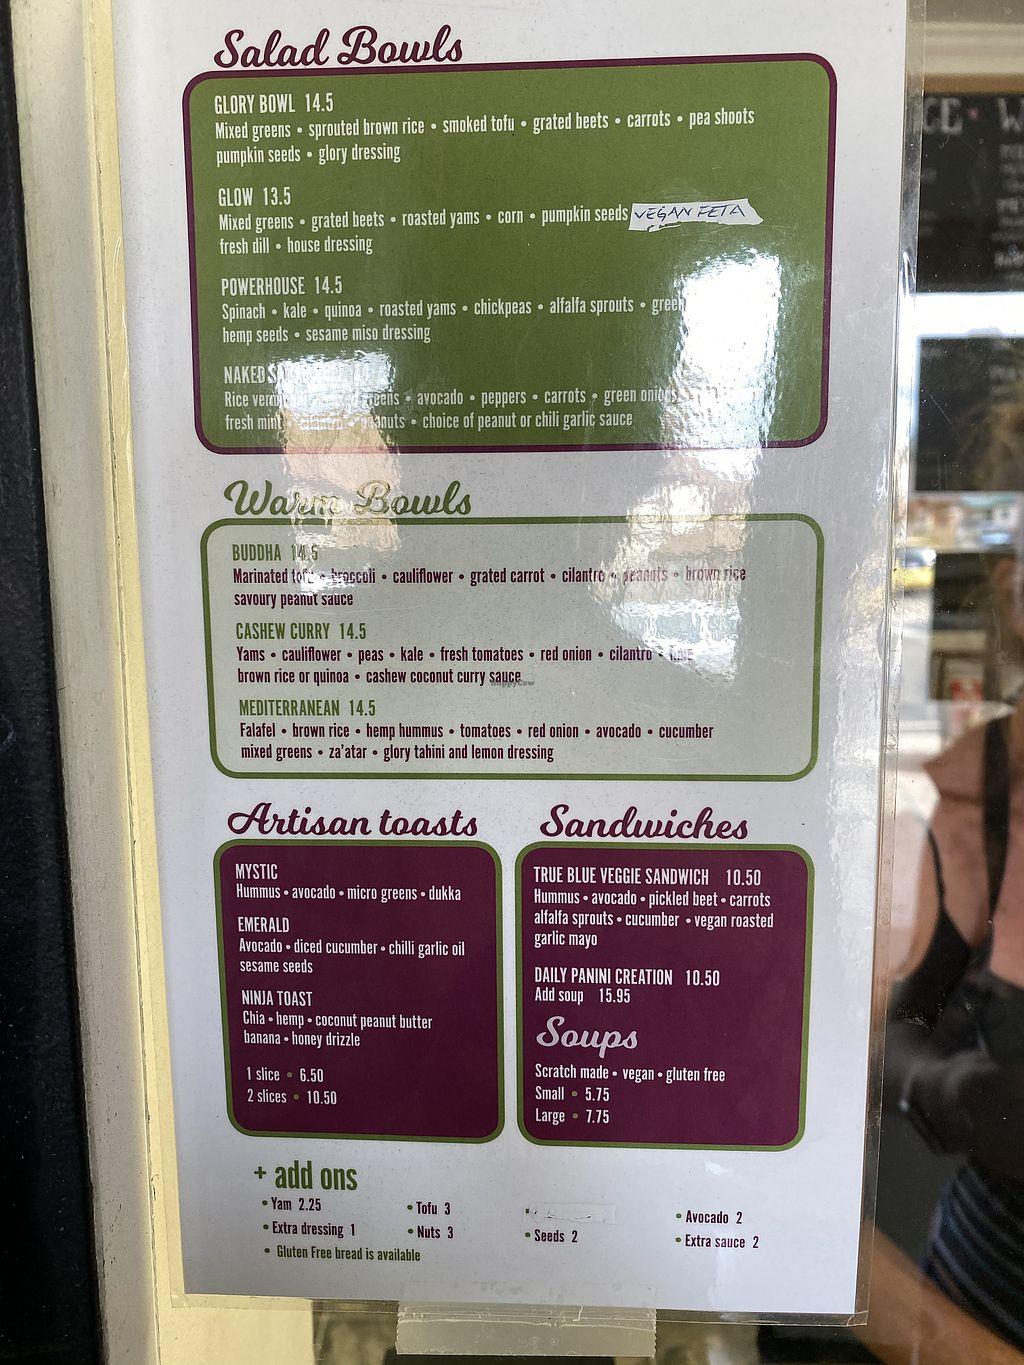 Salad Bowls
GLORY BOWL 14.5
Mixed greens • sprouted brown rice • smoked tofu • grated beets • carrots • pea shoots
pumpkin seeds • glory dressing
GLOW 13.5
Mixed greens • grated beets • roasted yams • corn • pumpkin seeds VEGAN FETA
fresh dill • house dressing
POWERHOUSE 14.5
Spinach • kale • quinoa • roasted yams • chickpeas • alfalfa sprouts •
hemp seeds • sesame miso dressing
NAKED
Rice greens • avocado • peppers • carrots • green onions
fresh mint • cilantro • peanuts • choice of peanut or chili garlic sauce
Warm Bowls
BUDDHA 14.5
Marinated tofu • broccoli • cauliflower • grated carrot • cilantro • peanuts • brown rice
savoury peanut sauce
CASHEW CURRY 14.5
Yams • cauliflower • peas • kale • fresh tomatoes • red onion • cilantro • lime
brown rice or quinoa • cashew coconut curry sauce
HappyCow
MEDITERRANEAN 14.5
Falafel • brown rice • hemp hummus • tomatoes • red onion • avocado • cucumber
mixed greens • za'atar • glory tahini and lemon dressing
Artisan toasts
MYSTIC
Hummus • avocado • micro greens • dukka
EMERALD
Avocado • diced cucumber • chilli garlic oil
sesame seeds
NINJA TOAST
Chia • hemp • coconut peanut butter
banana • honey drizzle
1 slice • 6.50
2 slices • 10.50
Sandwiches
TRUE BLUE VEGGIE SANDWICH 10.50
Hummus • avocado • pickled beet • carrots
alfalfa sprouts • cucumber • vegan roasted
garlic mayo
DAILY PANINI CREATION 10.50
Add soup 15.95
Soups
Scratch made • vegan • gluten free
Small • 5.75
Large • 7.75
+ add ons
• Yam 2.25
• Extra dressing 1
• Gluten Free bread is available
• Tofu 3
• Nuts 3
• Seeds 2
• Avocado 2
• Extra sauce 2